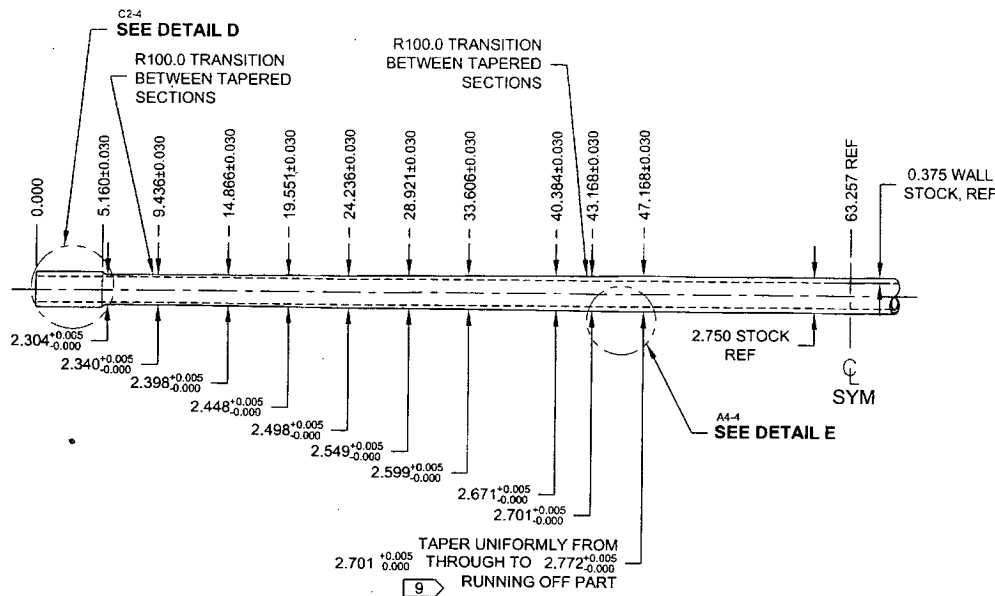 C2-4
SEE DETAIL D
R100.0 TRANSITION
BETWEEN TAPERED
SECTIONS
R100.0 TRANSITION
BETWEEN TAPERED
SECTIONS
0.000
5.160±0.030
9.436±0.030
14.866±0.030
19.551±0.030
24.236±0.030
28.921±0.030
33.606±0.030
40.384±0.030
43.168±0.030
47.168±0.030
63.257 REF
0.375 WALL
STOCK, REF
2.304 +0.005 -0.000
2.340 +0.005 -0.000
2.398 +0.005 -0.000
2.448 +0.005 -0.000
2.498 +0.005 -0.000
2.549 +0.005 -0.000
2.599 +0.005 -0.000
2.671 +0.005 -0.000
2.701 +0.005 -0.000
2.750 STOCK
REF
CL
SYM
A4-4
SEE DETAIL E
TAPER UNIFORMLY FROM
2.701 +0.005 0.000 THROUGH TO 2.772 +0.005 -0.000
RUNNING OFF PART
9